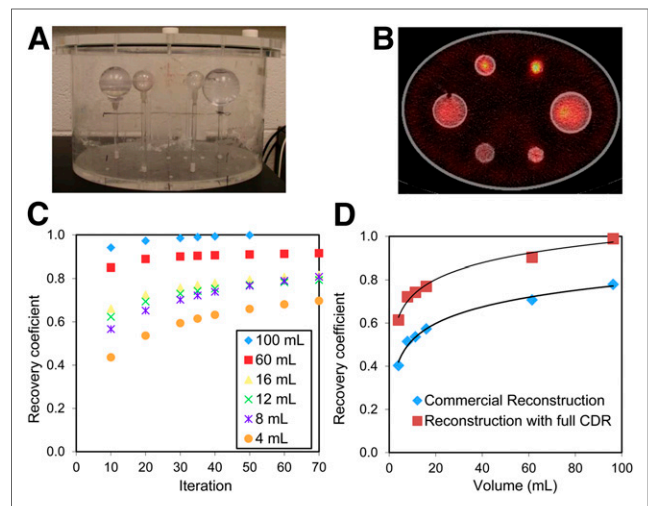 A
B
C
Recovery coeficient
1.0
0.8
0.6
0.4
0.2
0.0
100 mL
60 mL
16 mL
12 mL
8 mL
4 mL
0 10 20 30 40 50 60 70
Iteration
D
Recovery coefficient
1.0
0.8
0.6
0.4
0.2
0.0
Commercial Reconstruction
Reconstruction with full CDR
0 20 40 60 80 100
Volume (mL)